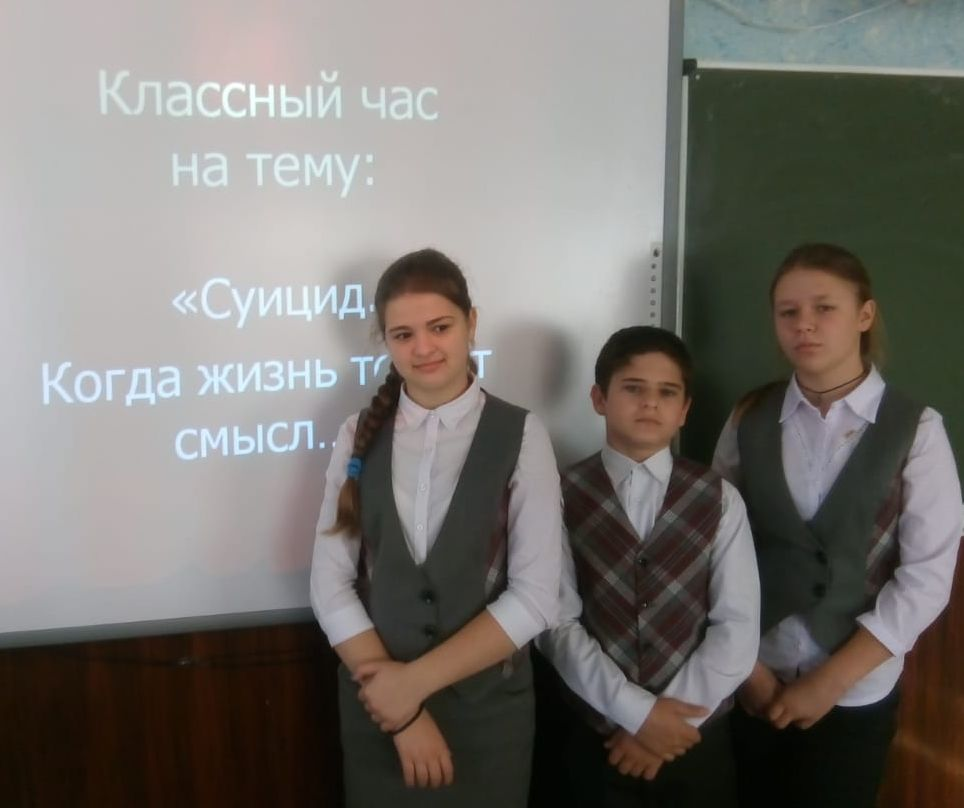 Классный час
на тему:
«Суицид.
Когда жизнь
смысл..